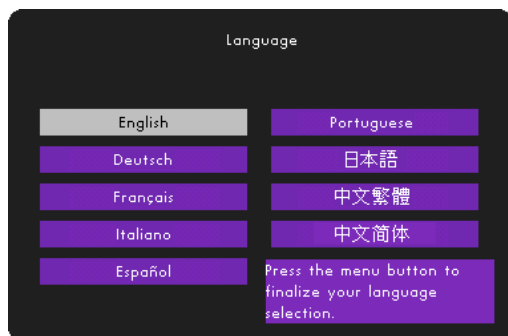 Language
English
Deutsch
Français
Italiano
Español
Portuguese
日本語
中文繁體
中文简体
Press the menu button to
finalize your language
selection.